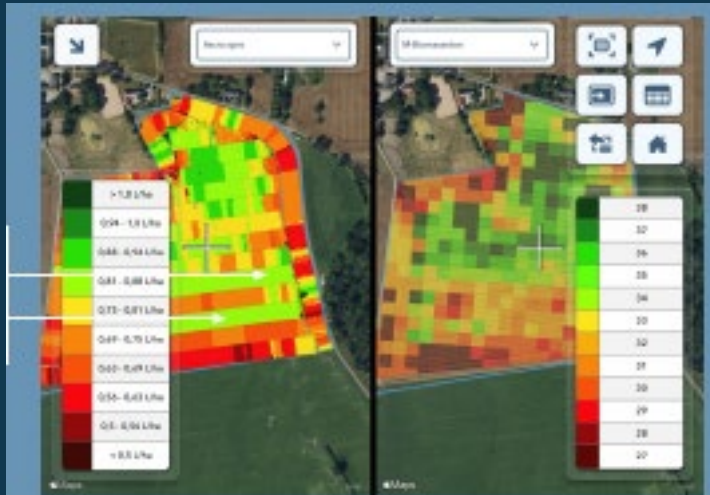 > 1,0 L/ha
0,94 - 1,0 L/ha
0,88 - 0,94 L/ha
0,81 - 0,88 L/ha
0,75 - 0,81 L/ha
0,69 - 0,75 L/ha
0,63 - 0,69 L/ha
0,56 - 0,63 L/ha
0,5 - 0,56 L/ha
< 0,5 L/ha
Maps
38
37
36
35
34
33
32
31
30
29
28
27
Maps